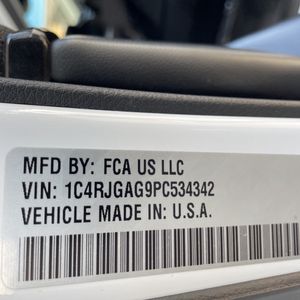 MFD BY: FCA US LLC
VIN: 1C4RJGAG9PC534342
VEHICLE MADE IN: U.S.A.